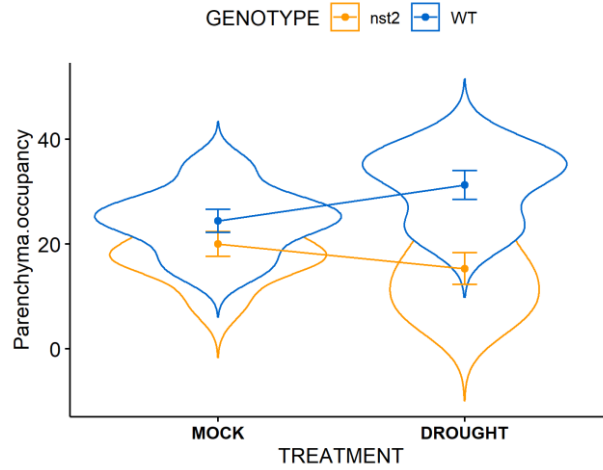 GENOTYPE nst2 WT
Parenchyma.occupancy
40
20
0
MOCK DROUGHT
TREATMENT